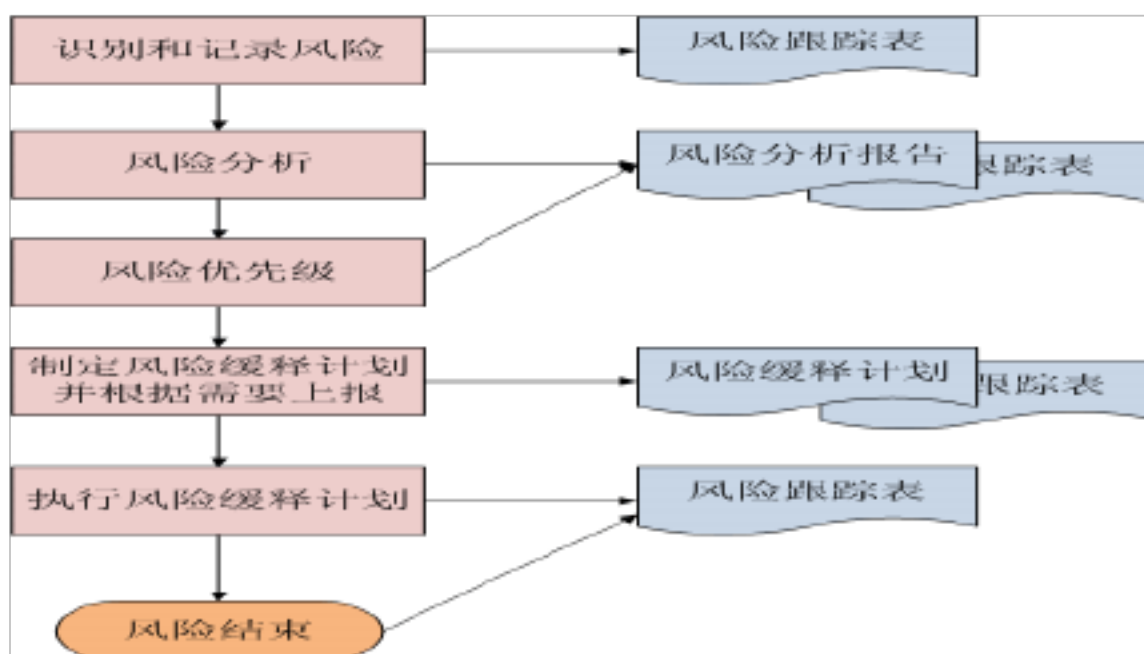 识别和记录风险
风险跟踪表
风险分析
风险分析报告
跟踪表
风险优先级
制定风险缓释计划
并根据需要上报
风险缓释计划
跟踪表
执行风险缓释计划
风险跟踪表
风险结束